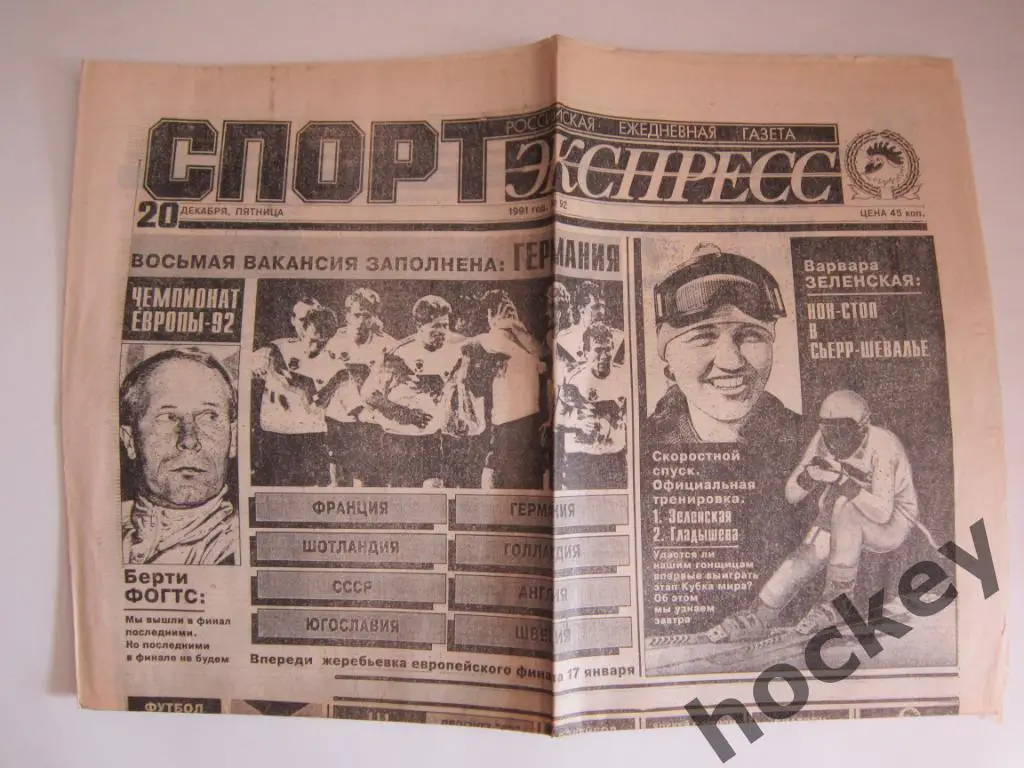 РОССИЙСКАЯ ЕЖЕДНЕВНАЯ ГАЗЕТА
СПОРТ ЭКСПРЕСС
20 ДЕКАБРЯ, ПЯТНИЦА
1991 год. № 92
ЦЕНА 45 коп.
ВОСЬМАЯ ВАКАНСИЯ ЗАПОЛНЕНА: ГЕРМАНИЯ
ЧЕМПИОНАТ
ЕВРОПЫ-92
Берти
ФОГТС:
Мы вышли в финал
последними.
Но последними
в финале не будем
ФРАНЦИЯ
ГЕРМАНИЯ
ШОТЛАНДИЯ
ГОЛЛАНДИЯ
СССР
АНГЛИЯ
ЮГОСЛАВИЯ
ШВЕЦИЯ
Впереди жеребьевка европейского финала 17 января
Варвара
ЗЕЛЕНСКАЯ:
НОН-СТОП
В
СЬЕРР-ШЕВАЛЬЕ
Скоростной
спуск.
Официальная
тренировка.
1. Зеленская
2. Гладышева
Удастся ли
нашим гонщицам
впервые выиграть
этап Кубка мира?
Об этом
мы узнаем
завтра
ФУТБОЛ
hockey